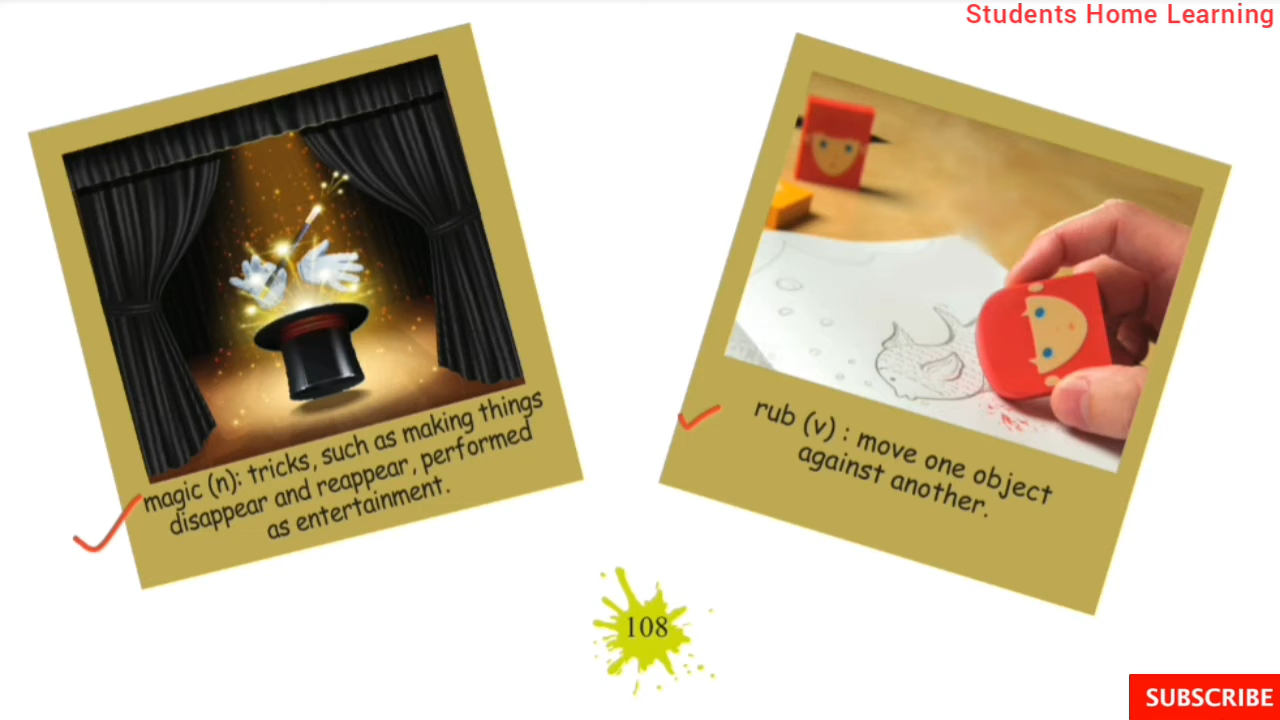 Students Home Learning
magic (n): tricks, such as making things
disappear and reappear, performed
as entertainment.
rub (v) : move one object
against another.
108
SUBSCRIBE